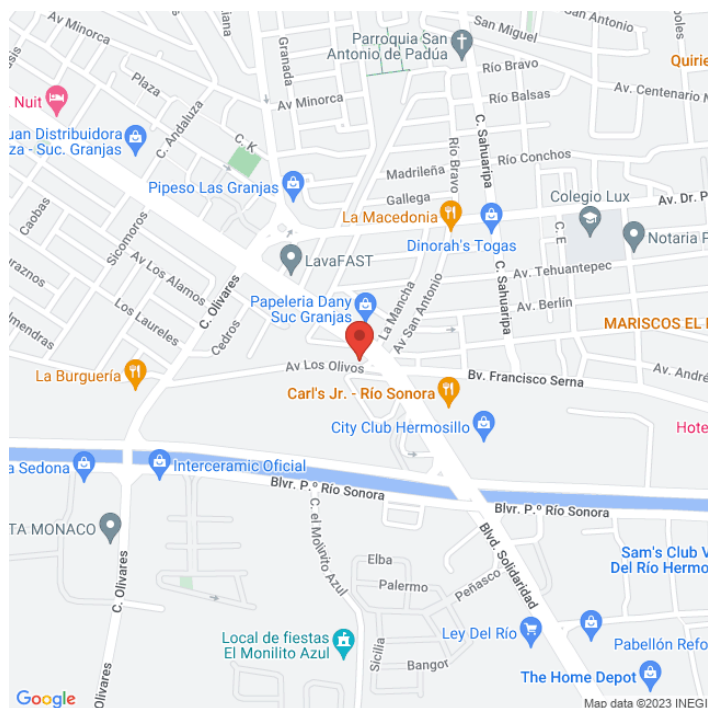 Av Minorca
Granada
San Miguel
San Antonio
Parroquia San
Antonio de Padúa
Río Bravo
Quirie
Plaza
Nuit
C. Andaluza
C. K
Av Minorca
Río Balsas
Av. Centenario N
uan Distribuidora
za - Suc. Granjas
C. Sahuaripa
Madrileña
Río Bravo
Río Conchos
Pipeso Las Granjas
Gallega
La Macedonia
Colegio Lux
Av. Dr. P
Caobas
Sicomoros
Dinorah's Togas
C. E
Notaria P
LavaFAST
Av Los Alamos
C. Olivares
Av. Tehuantepec
uraznos
Los Laureles
Cedros
Papeleria Dany
Suc Granjas
La Mancha
Av San Antonio
C. Sahuaripa
Av. Berlín
mendras
MARISCOS EL
La Burguería
Av Los Olivos
Bv. Francisco Serna
Av. André
Carl's Jr. - Río Sonora
City Club Hermosillo
Hote
a Sedona
Interceramic Oficial
Blvr. P.º Río Sonora
Blvr. P.º Río Sonora
TA MONACO
C. el Molinito Azul
Blvd. Solidaridad
C. Olivares
Elba
Palermo
Peñasco
Sam's Club V
Del Río Hermo
Local de fiestas
El Monilito Azul
Sicilia
Bangor
Ley Del Río
Pabellón Refo
The Home Depot
C. Olivares
Google
Map data ©2023 INEGI